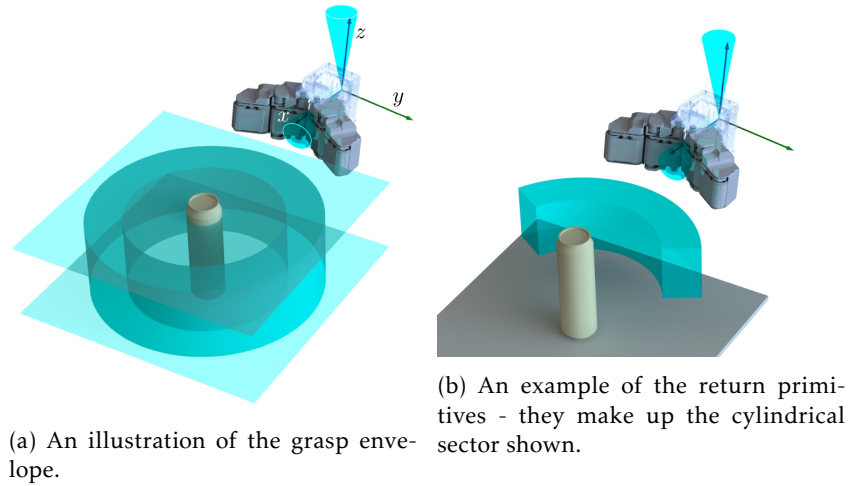 z
y
x
(a) An illustration of the grasp enve-
lope.
(b) An example of the return primi-
tives - they make up the cylindrical
sector shown.